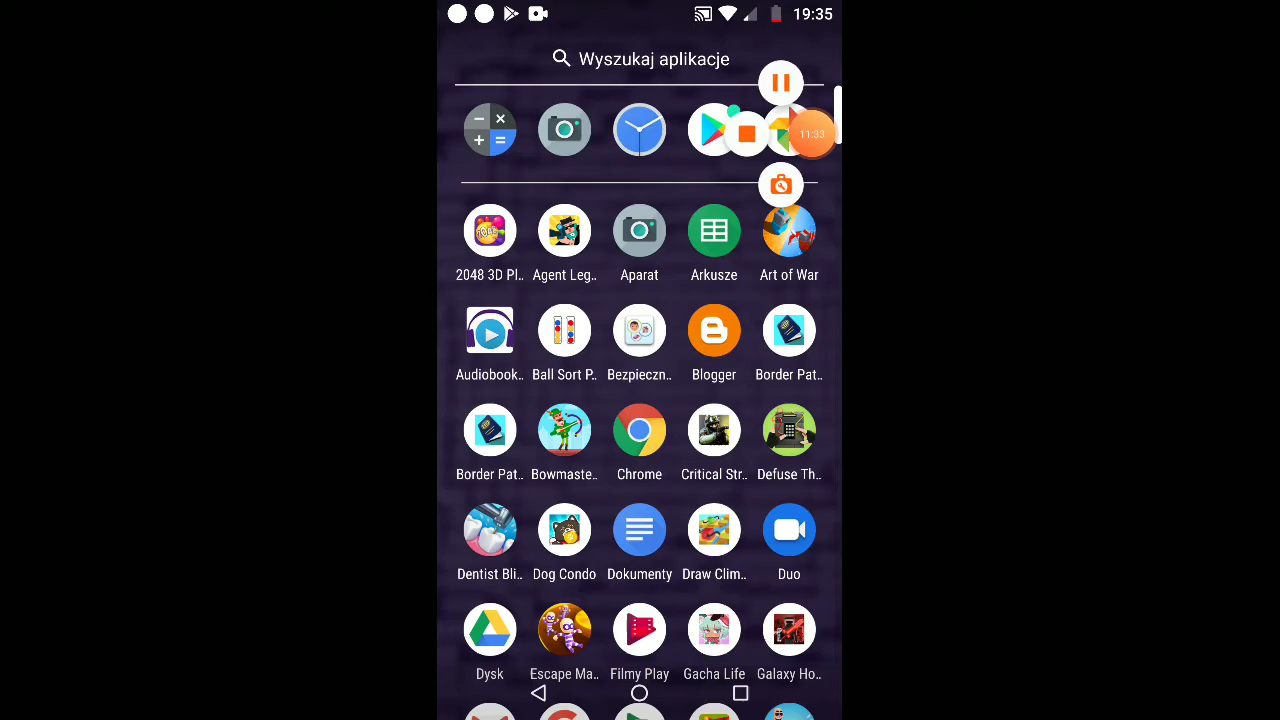 19:35
Wyszukaj aplikacje
11:33
2048 3D Pl.. Agent Leg.. Aparat Arkusze Art of War
Audiobook.. Ball Sort P.. Bezpieczn.. Blogger Border Pat..
Border Pat.. Bowmaste.. Chrome Critical Str.. Defuse Th..
Dentist Bli.. Dog Condo Dokumenty Draw Clim.. Duo
Dysk Escape Ma.. Filmy Play Gacha Life Galaxy Ho..